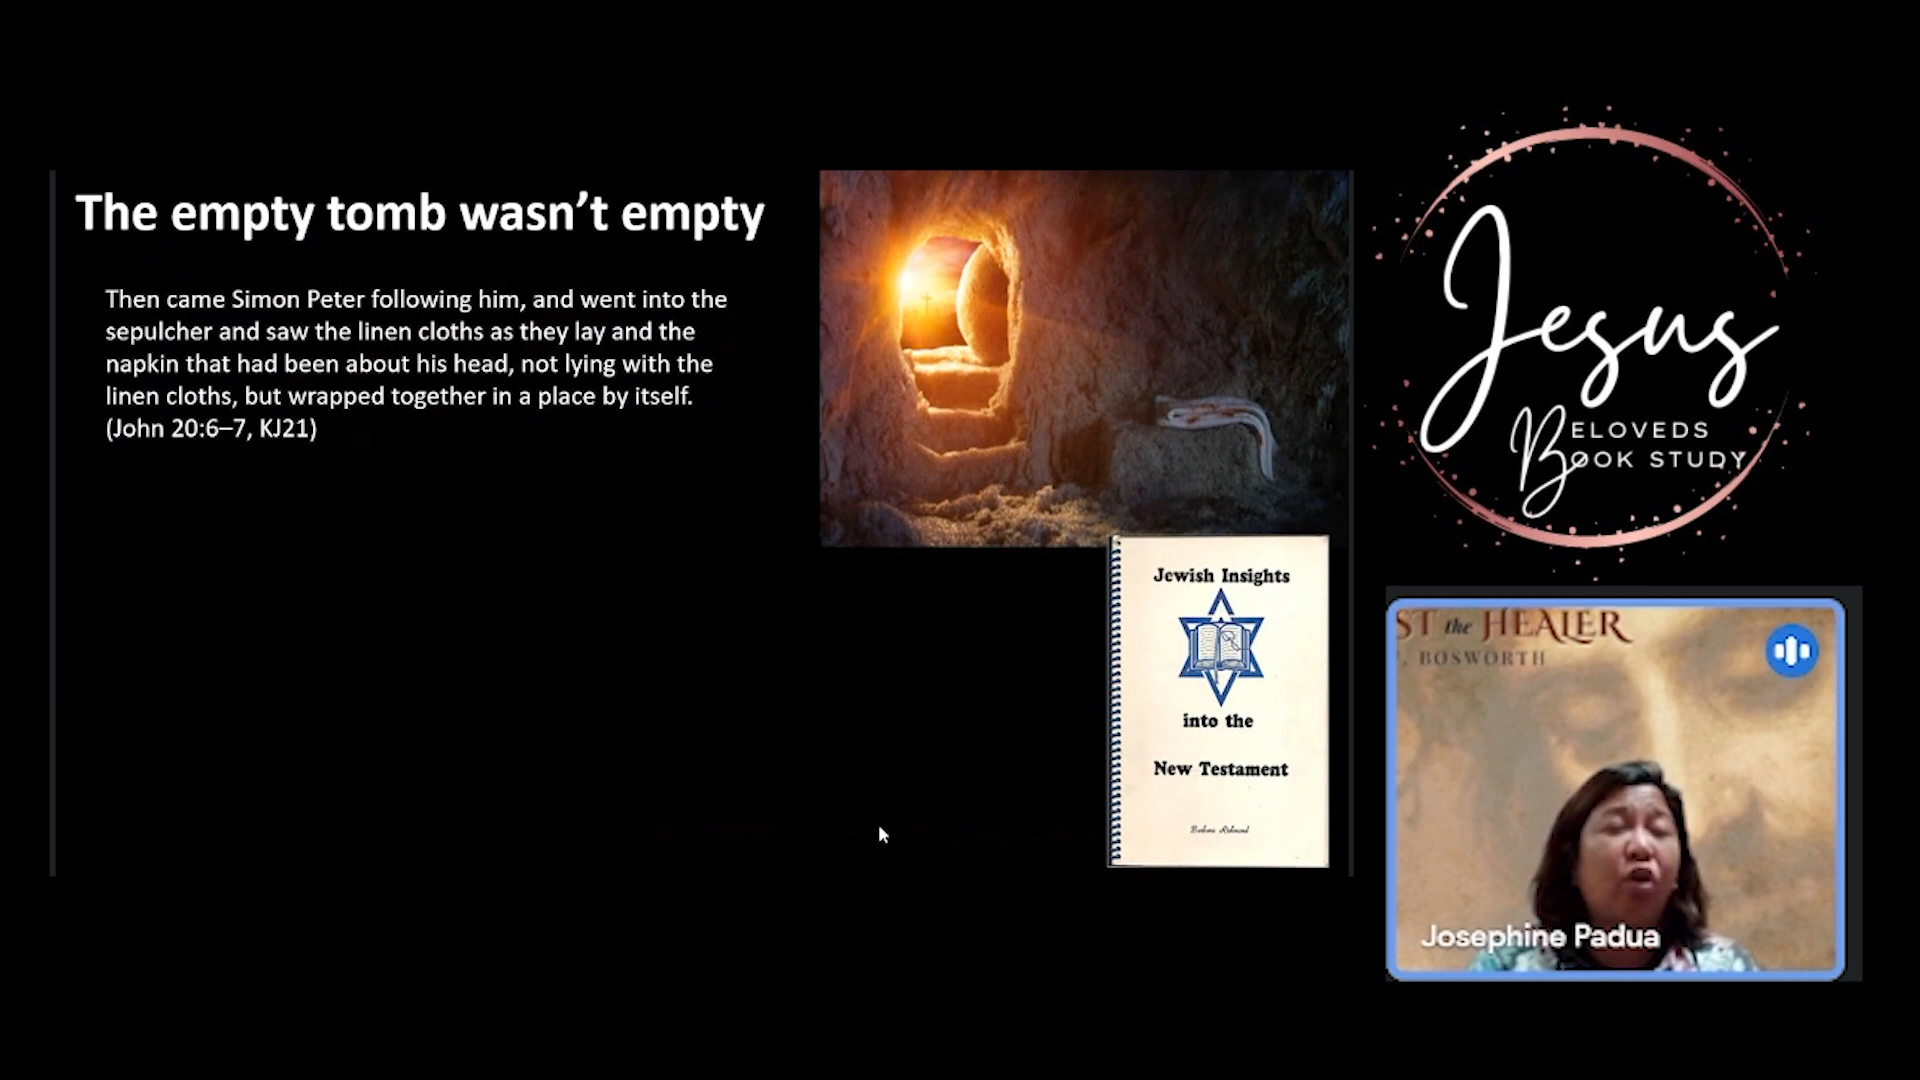 The empty tomb wasn’t empty
Then came Simon Peter following him, and went into the
sepulcher and saw the linen cloths as they lay and the
napkin that had been about his head, not lying with the
linen cloths, but wrapped together in a place by itself.
(John 20:6–7, KJ21)
Jewish Insights
into the
New Testament
Jesus
BELOVEDS
BOOK STUDY
ST the HEALER
BOSWORTH
Josephine Padua